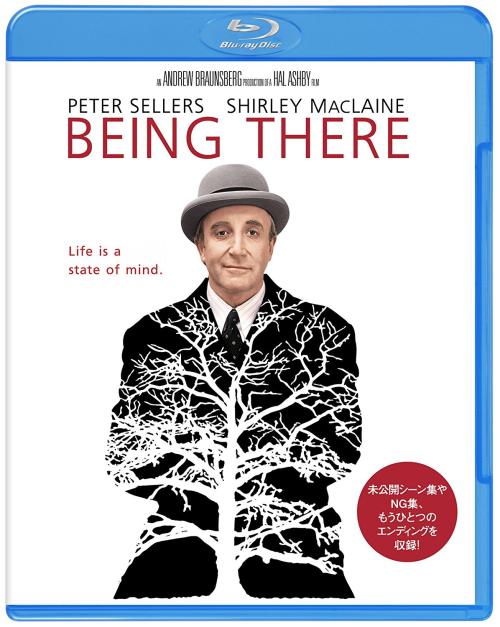 Blu-ray Disc
AN ANDREW BRAUNSBERG PRODUCTION OF A HAL ASHBY FILM
PETER SELLERS SHIRLEY MACLAINE
BEING THERE
Life is a
state of mind.
未公開シーン集や
NG集、
もうひとつの
エンディングを
収録!